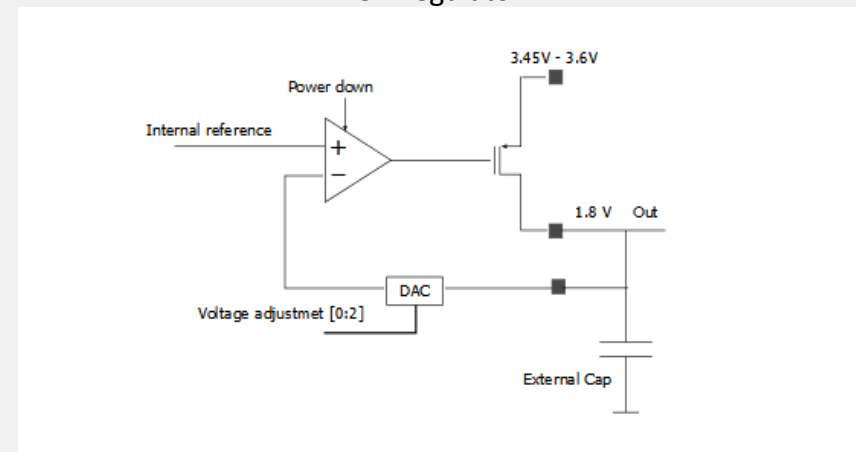 3.45V - 3.6V
Power down
Internal reference
+
−
1.8 V Out
DAC
Voltage adjustmet [0:2]
External Cap